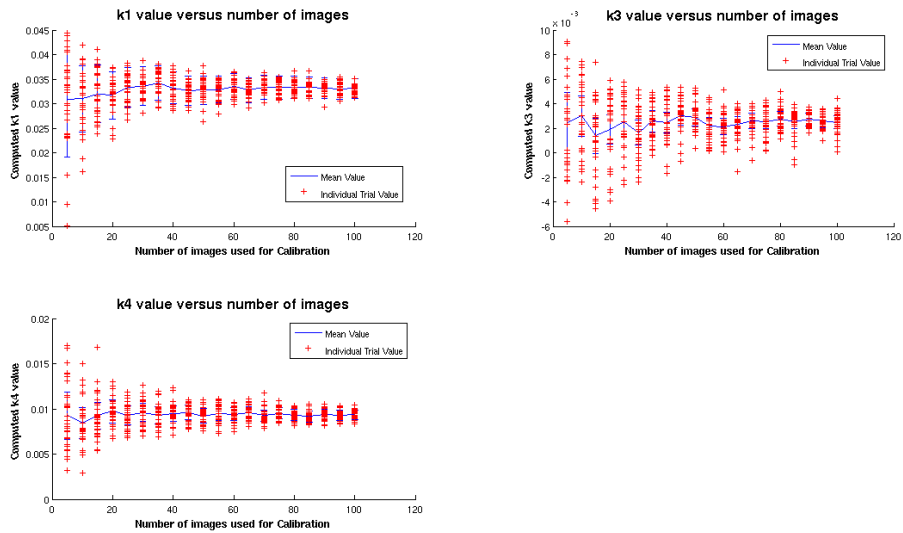 k1 value versus number of images
0.045
0.04
0.035
0.03
0.025
0.02
0.015
0.01
0.005
Computed k1 value
Mean Value
Individual Trial Value
0 20 40 60 80 100 120
Number of images used for Calibration
k3 value versus number of images
x 10⁻³
10
8
6
4
2
0
-2
-4
-6
Computed k3 value
Mean Value
Individual Trial Value
0 20 40 60 80 100 120
Number of images used for Calibration
k4 value versus number of images
0.02
0.015
0.01
0.005
0
Computed k4 value
Mean Value
Individual Trial Value
0 20 40 60 80 100 120
Number of images used for Calibration